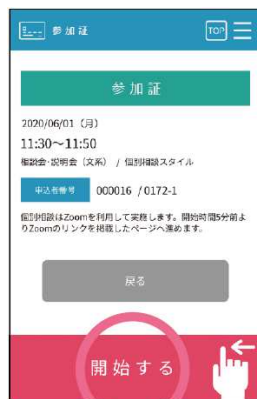 参加証
TOP
参加証
2020/06/01（月）
11:30～11:50
相談会・説明会（文系） / 個別相談スタイル
申込者番号 000016 / 0172-1
個別相談はZoomを利用して実施します。開始時間5分前よ
りZoomのリンクを掲載したページへ進めます。
戻る
開始する